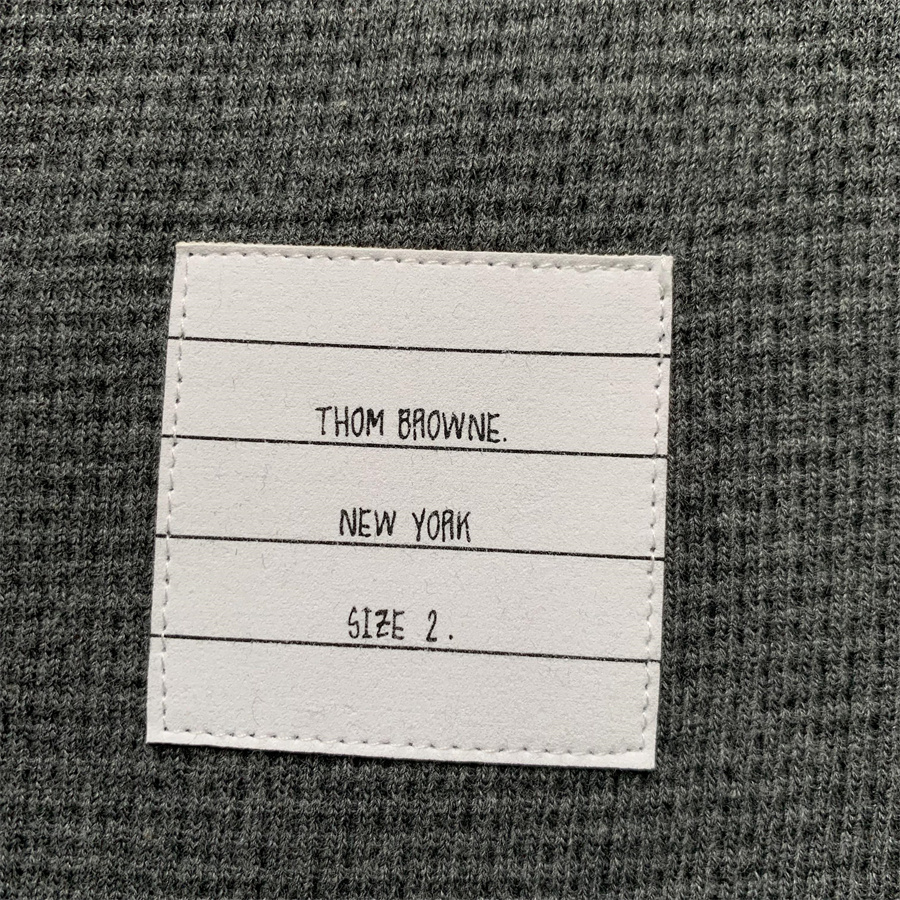 THOM BROWNE.
NEW YORK
SIZE 2.